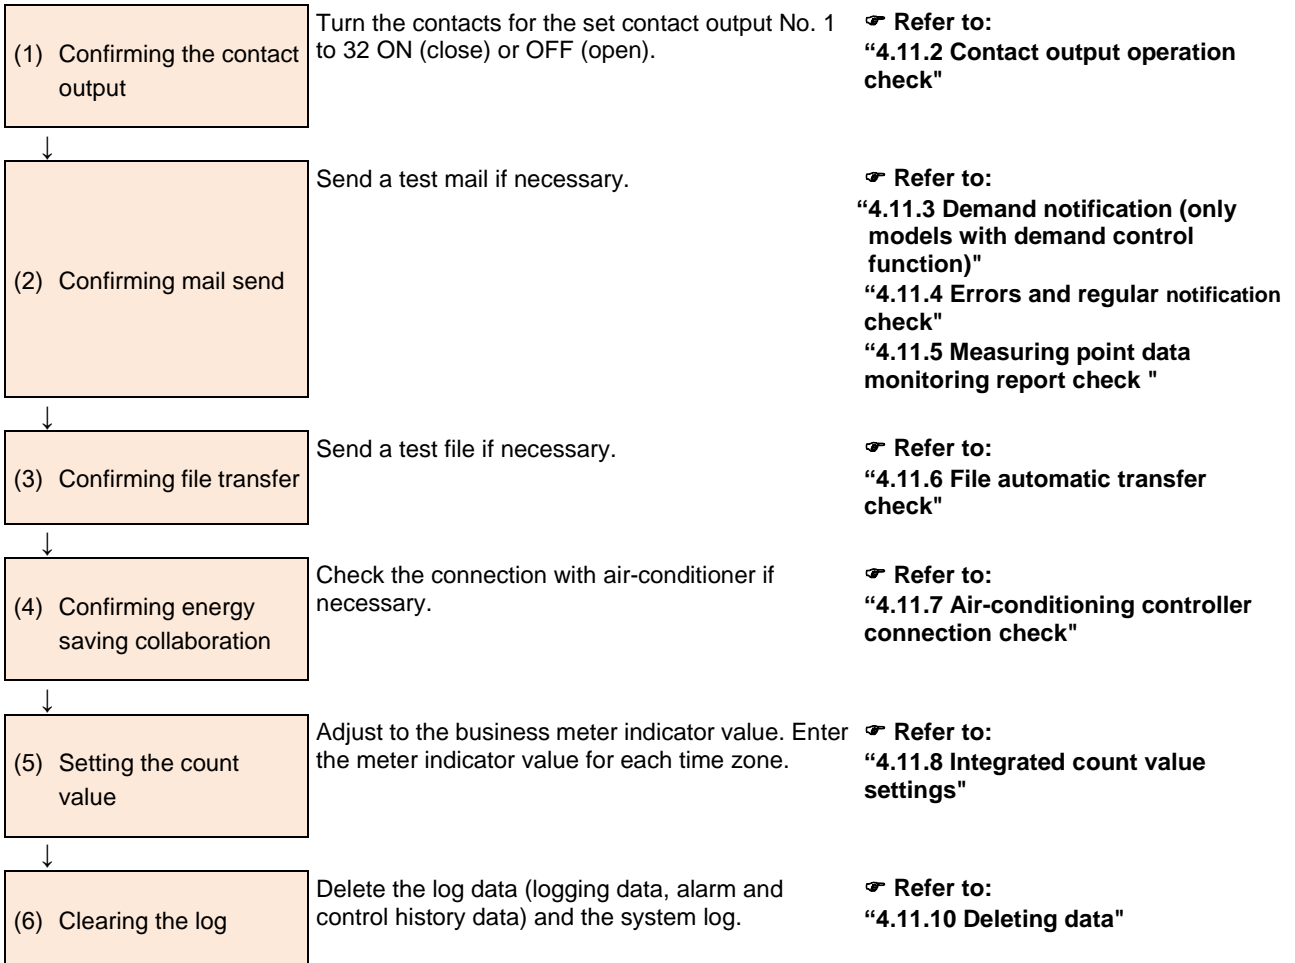 (1) Confirming the contact
output
Turn the contacts for the set contact output No. 1
to 32 ON (close) or OFF (open).
☞ Refer to:
“4.11.2 Contact output operation
check"
↓
(2) Confirming mail send
Send a test mail if necessary.
☞ Refer to:
“4.11.3 Demand notification (only
models with demand control
function)"
“4.11.4 Errors and regular notification
check"
“4.11.5 Measuring point data
monitoring report check "
↓
(3) Confirming file transfer
Send a test file if necessary.
☞ Refer to:
“4.11.6 File automatic transfer
check"
↓
(4) Confirming energy
saving collaboration
Check the connection with air-conditioner if
necessary.
☞ Refer to:
“4.11.7 Air-conditioning controller
connection check"
↓
(5) Setting the count
value
Adjust to the business meter indicator value. Enter
the meter indicator value for each time zone.
☞ Refer to:
“4.11.8 Integrated count value
settings"
↓
(6) Clearing the log
Delete the log data (logging data, alarm and
control history data) and the system log.
☞ Refer to:
“4.11.10 Deleting data"